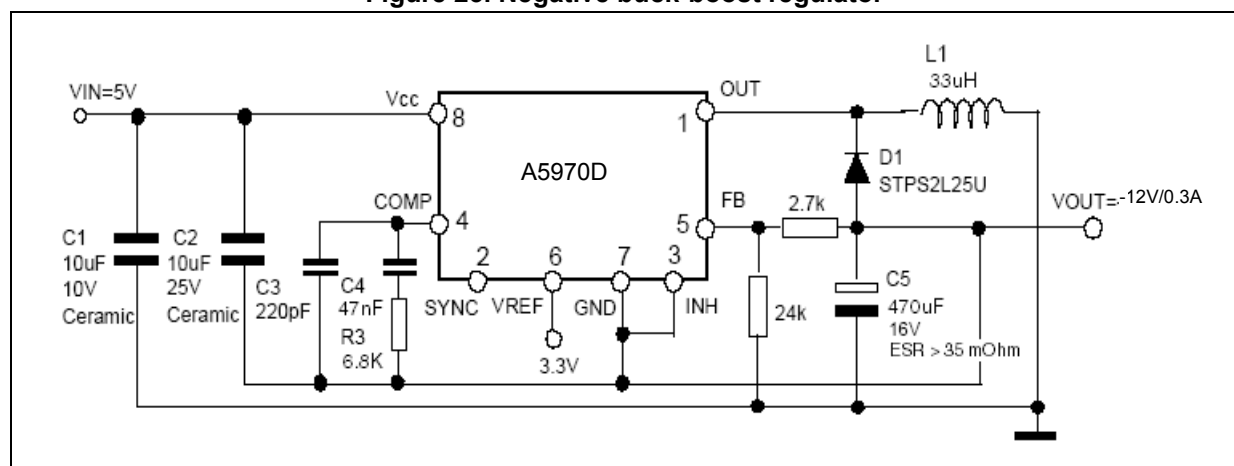 Figure 26. Negative buck-boost regulator
VIN=5V
Vcc
8
A5970D
OUT
1
L1
33uH
D1
STPS2L25U
COMP
4
FB
5
2.7k
VOUT=-12V/0.3A
C1
10uF
10V
Ceramic
C2
10uF
25V
Ceramic
C3
220pF
C4
47nF
R3
6.8K
2
SYNC
6
VREF
3.3V
7
GND
3
INH
24k
C5
470uF
16V
ESR > 35 mOhm